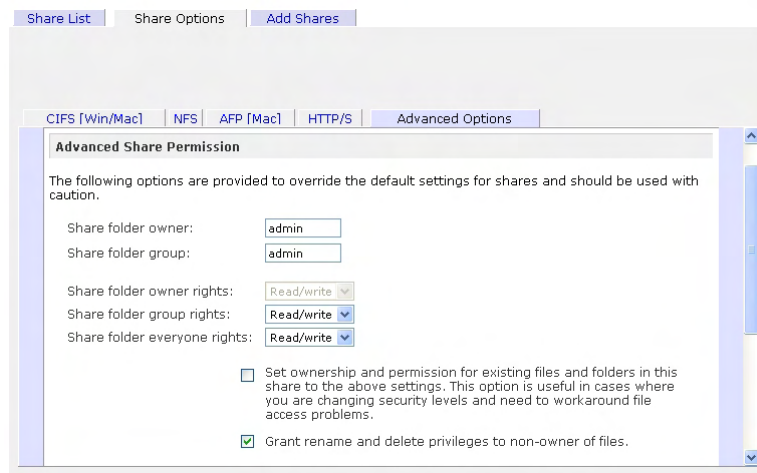 Share List Share Options Add Shares
CIFS [Win/Mac] NFS AFP [Mac] HTTP/S Advanced Options
Advanced Share Permission
The following options are provided to override the default settings for shares and should be used with
caution.
Share folder owner: admin
Share folder group: admin
Share folder owner rights: Read/write
Share folder group rights: Read/write
Share folder everyone rights: Read/write
Set ownership and permission for existing files and folders in this
share to the above settings. This option is useful in cases where
you are changing security levels and need to workaround file
access problems.
Grant rename and delete privileges to non-owner of files.